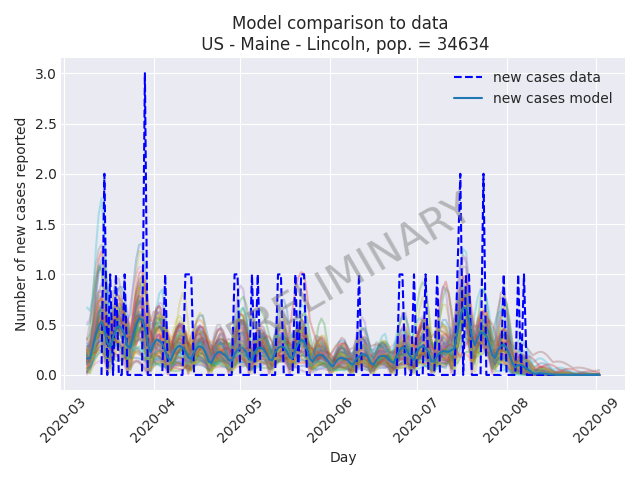 Model comparison to data
US - Maine - Lincoln, pop. = 34634
Number of new cases reported
3.0
2.5
2.0
1.5
1.0
0.5
0.0
new cases data
new cases model
PRELIMINARY
2020-03
2020-04
2020-05
2020-06
2020-07
2020-08
2020-09
Day